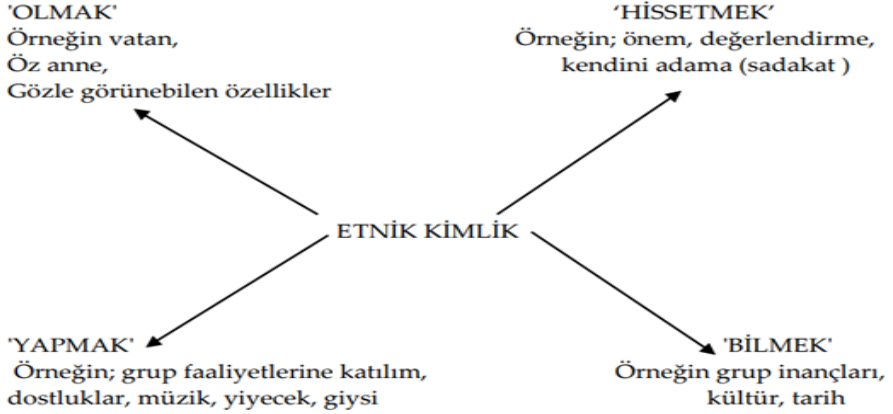 'OLMAK'
Örneğin vatan,
Öz anne,
Gözle görünebilen özellikler
‘HİSSETMEK’
Örneğin; önem, değerlendirme,
kendini adama (sadakat )
ETNİK KİMLİK
'YAPMAK'
Örneğin; grup faaliyetlerine katılım,
dostluklar, müzik, yiyecek, giysi
'BİLMEK'
Örneğin grup inançları,
kültür, tarih